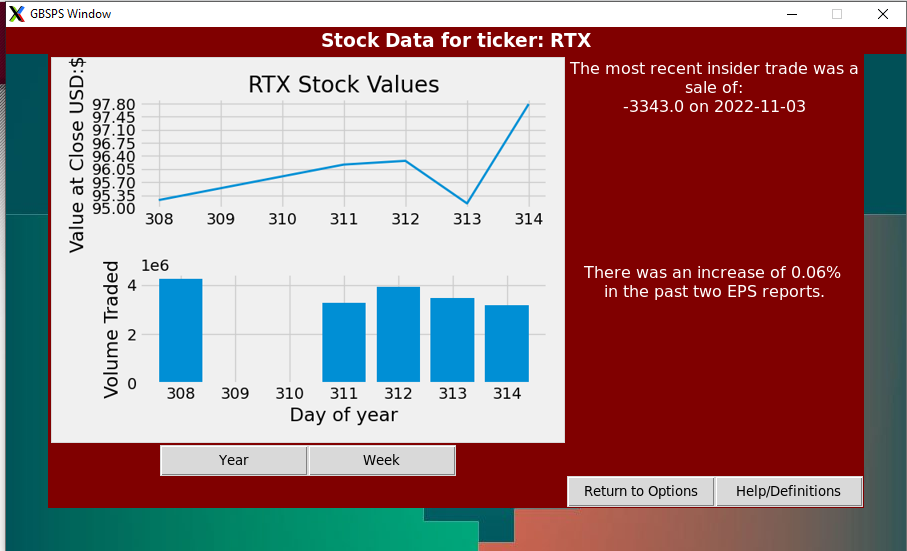 GBSPS Window
Stock Data for ticker: RTX
RTX Stock Values
Value at Close USD:$
97.80
97.45
97.10
96.75
96.40
96.05
95.70
95.35
95.00
308 309 310 311 312 313 314
1e6
Volume Traded
4
2
0
308 309 310 311 312 313 314
Day of year
The most recent insider trade was a
sale of:
-3343.0 on 2022-11-03
There was an increase of 0.06%
in the past two EPS reports.
Year Week
Return to Options Help/Definitions